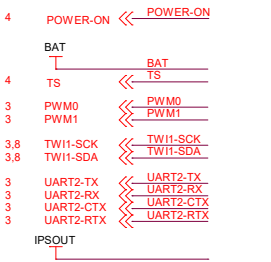 4 POWER-ON POWER-ON
BAT
BAT
4 TS TS
3 PWM0 PWM0
3 PWM1 PWM1
3,8 TWI1-SCK TWI1-SCK
3,8 TWI1-SDA TWI1-SDA
3 UART2-TX UART2-TX
3 UART2-RX UART2-RX
3 UART2-CTX UART2-CTX
3 UART2-RTX UART2-RTX
IPSOUT